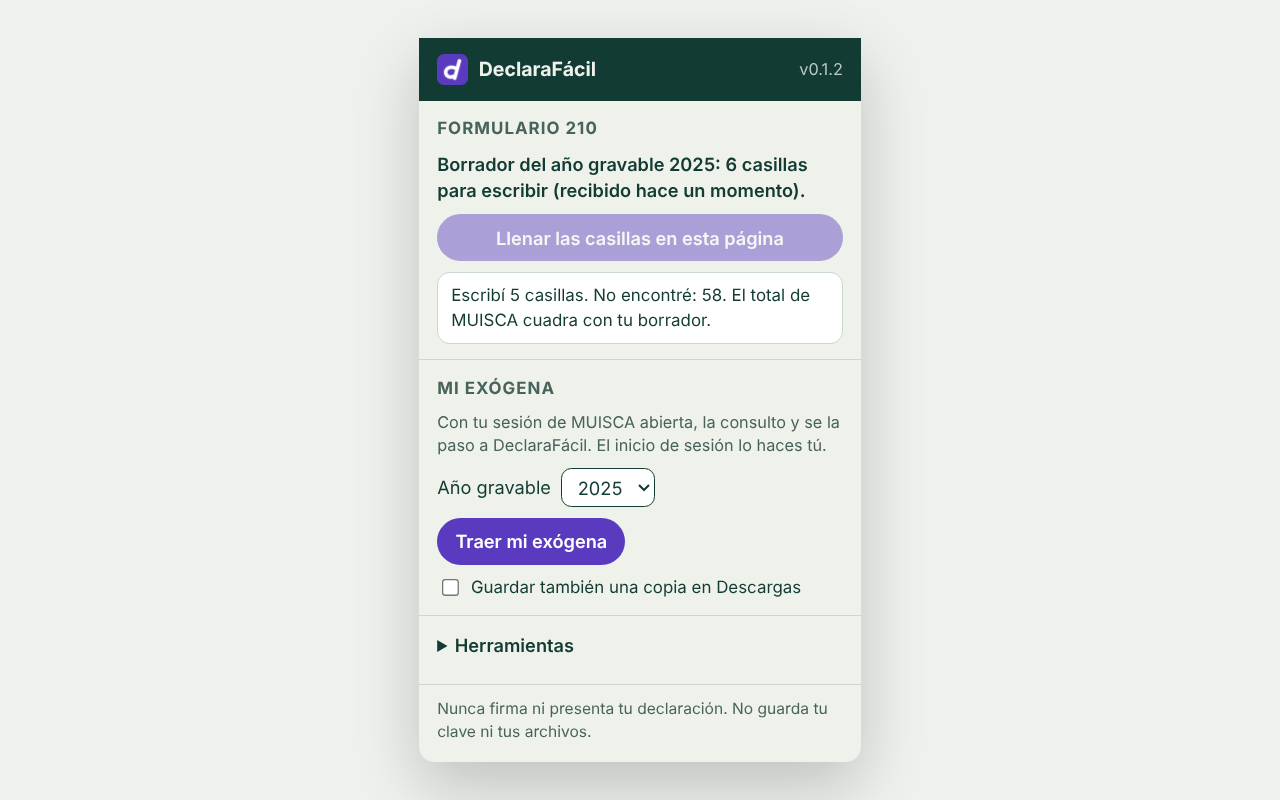 d DeclaraFácil v0.1.2
FORMULARIO 210
Borrador del año gravable 2025: 6 casillas
para escribir (recibido hace un momento).
Llenar las casillas en esta página
Escribí 5 casillas. No encontré: 58. El total de
MUISCA cuadra con tu borrador.
MI EXÓGENA
Con tu sesión de MUISCA abierta, la consulto y se la
paso a DeclaraFácil. El inicio de sesión lo haces tú.
Año gravable 2025
Traer mi exógena
Guardar también una copia en Descargas
Herramientas
Nunca firma ni presenta tu declaración. No guarda tu
clave ni tus archivos.